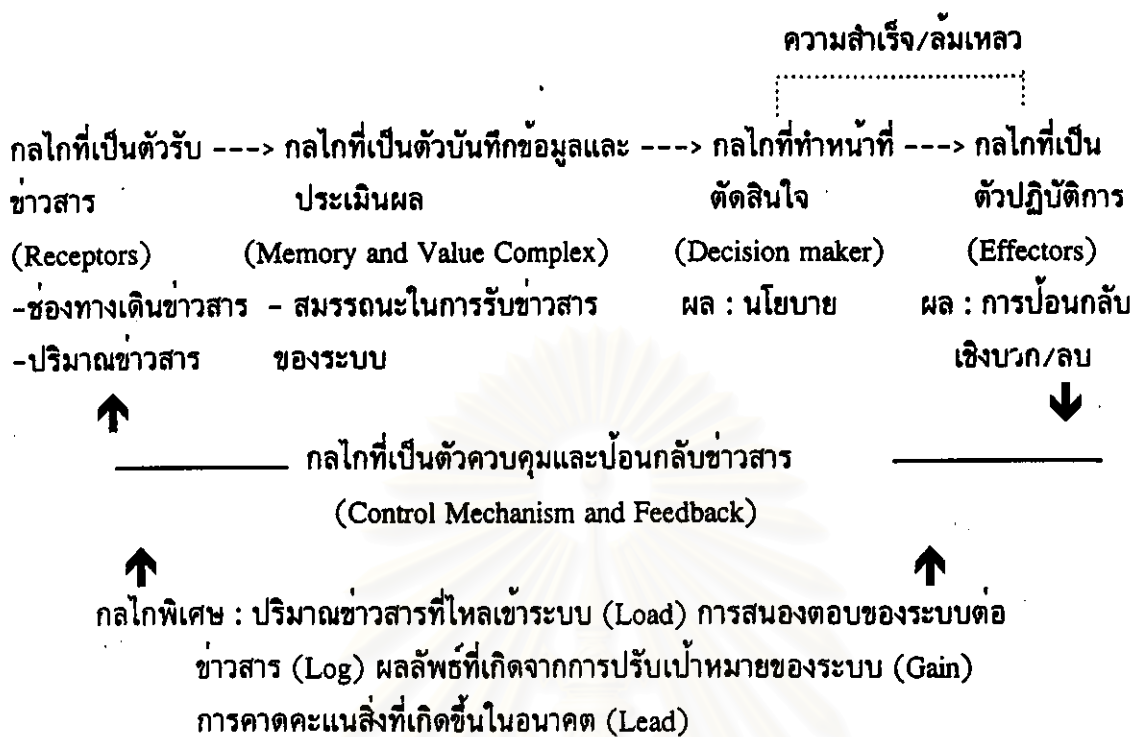 ความสำเร็จ/ล้มเหลว
กลไกที่เป็นตัวรับ ---> กลไกที่เป็นตัวบันทึกข้อมูลและ ---> กลไกที่ทำหน้าที่ ---> กลไกที่เป็น
ข่าวสาร ประเมินผล ตัดสินใจ ตัวปฏิบัติการ
(Receptors) (Memory and Value Complex) (Decision maker) (Effectors)
-ช่องทางเดินข่าวสาร - สมรรถนะในการรับข่าวสาร ผล : นโยบาย ผล : การป้อนกลับ
-ปริมาณข่าวสาร ของระบบ เชิงบวก/ลบ
กลไกที่เป็นตัวควบคุมและป้อนกลับข่าวสาร
(Control Mechanism and Feedback)
กลไกพิเศษ : ปริมาณข่าวสารที่ไหลเข้าระบบ (Load) การสนองตอบของระบบต่อ
ข่าวสาร (Log) ผลลัพธ์ที่เกิดจากการปรับเป้าหมายของระบบ (Gain)
การคาดคะแนสิ่งที่เกิดขึ้นในอนาคต (Lead)